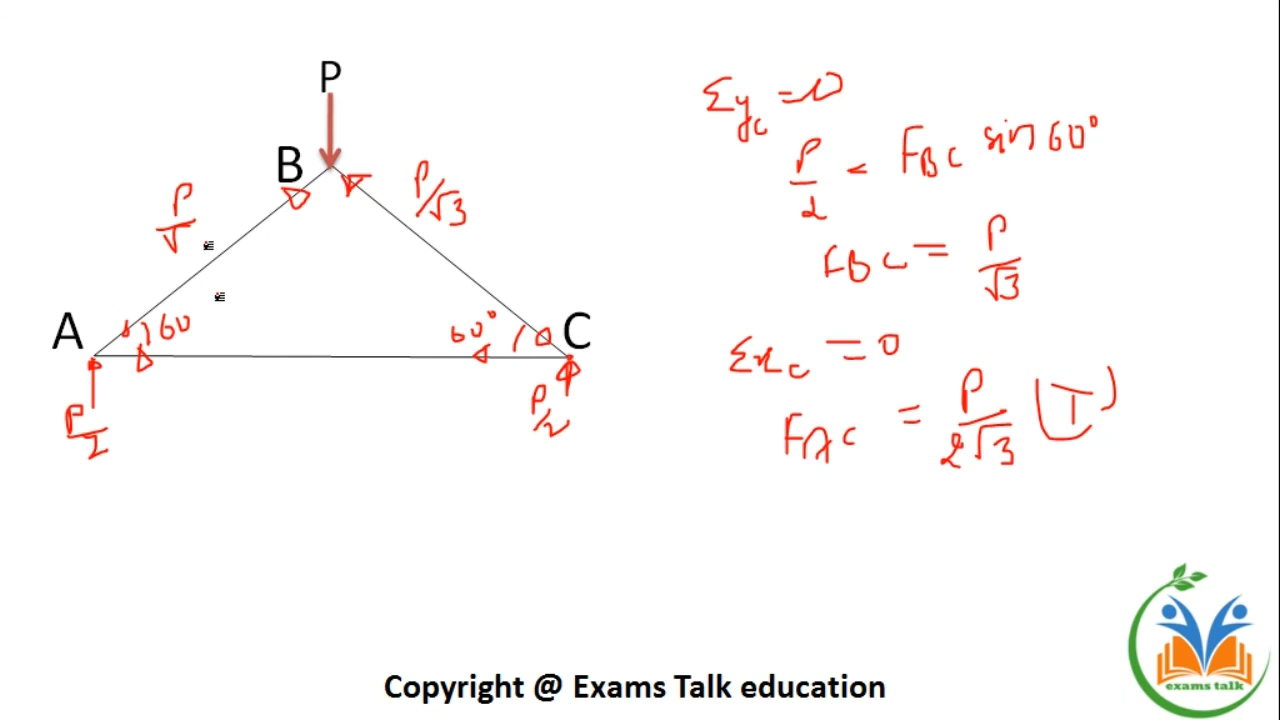 P
B
P/√3
P/√
A
60
60°
C
P/2
P/2
Σy_c = 0
P/2 = F_BC sin 60°
F_BC = P/√3
Σx_c = 0
F_AC = P/2√3 (T)
exams talk
Copyright @ Exams Talk education